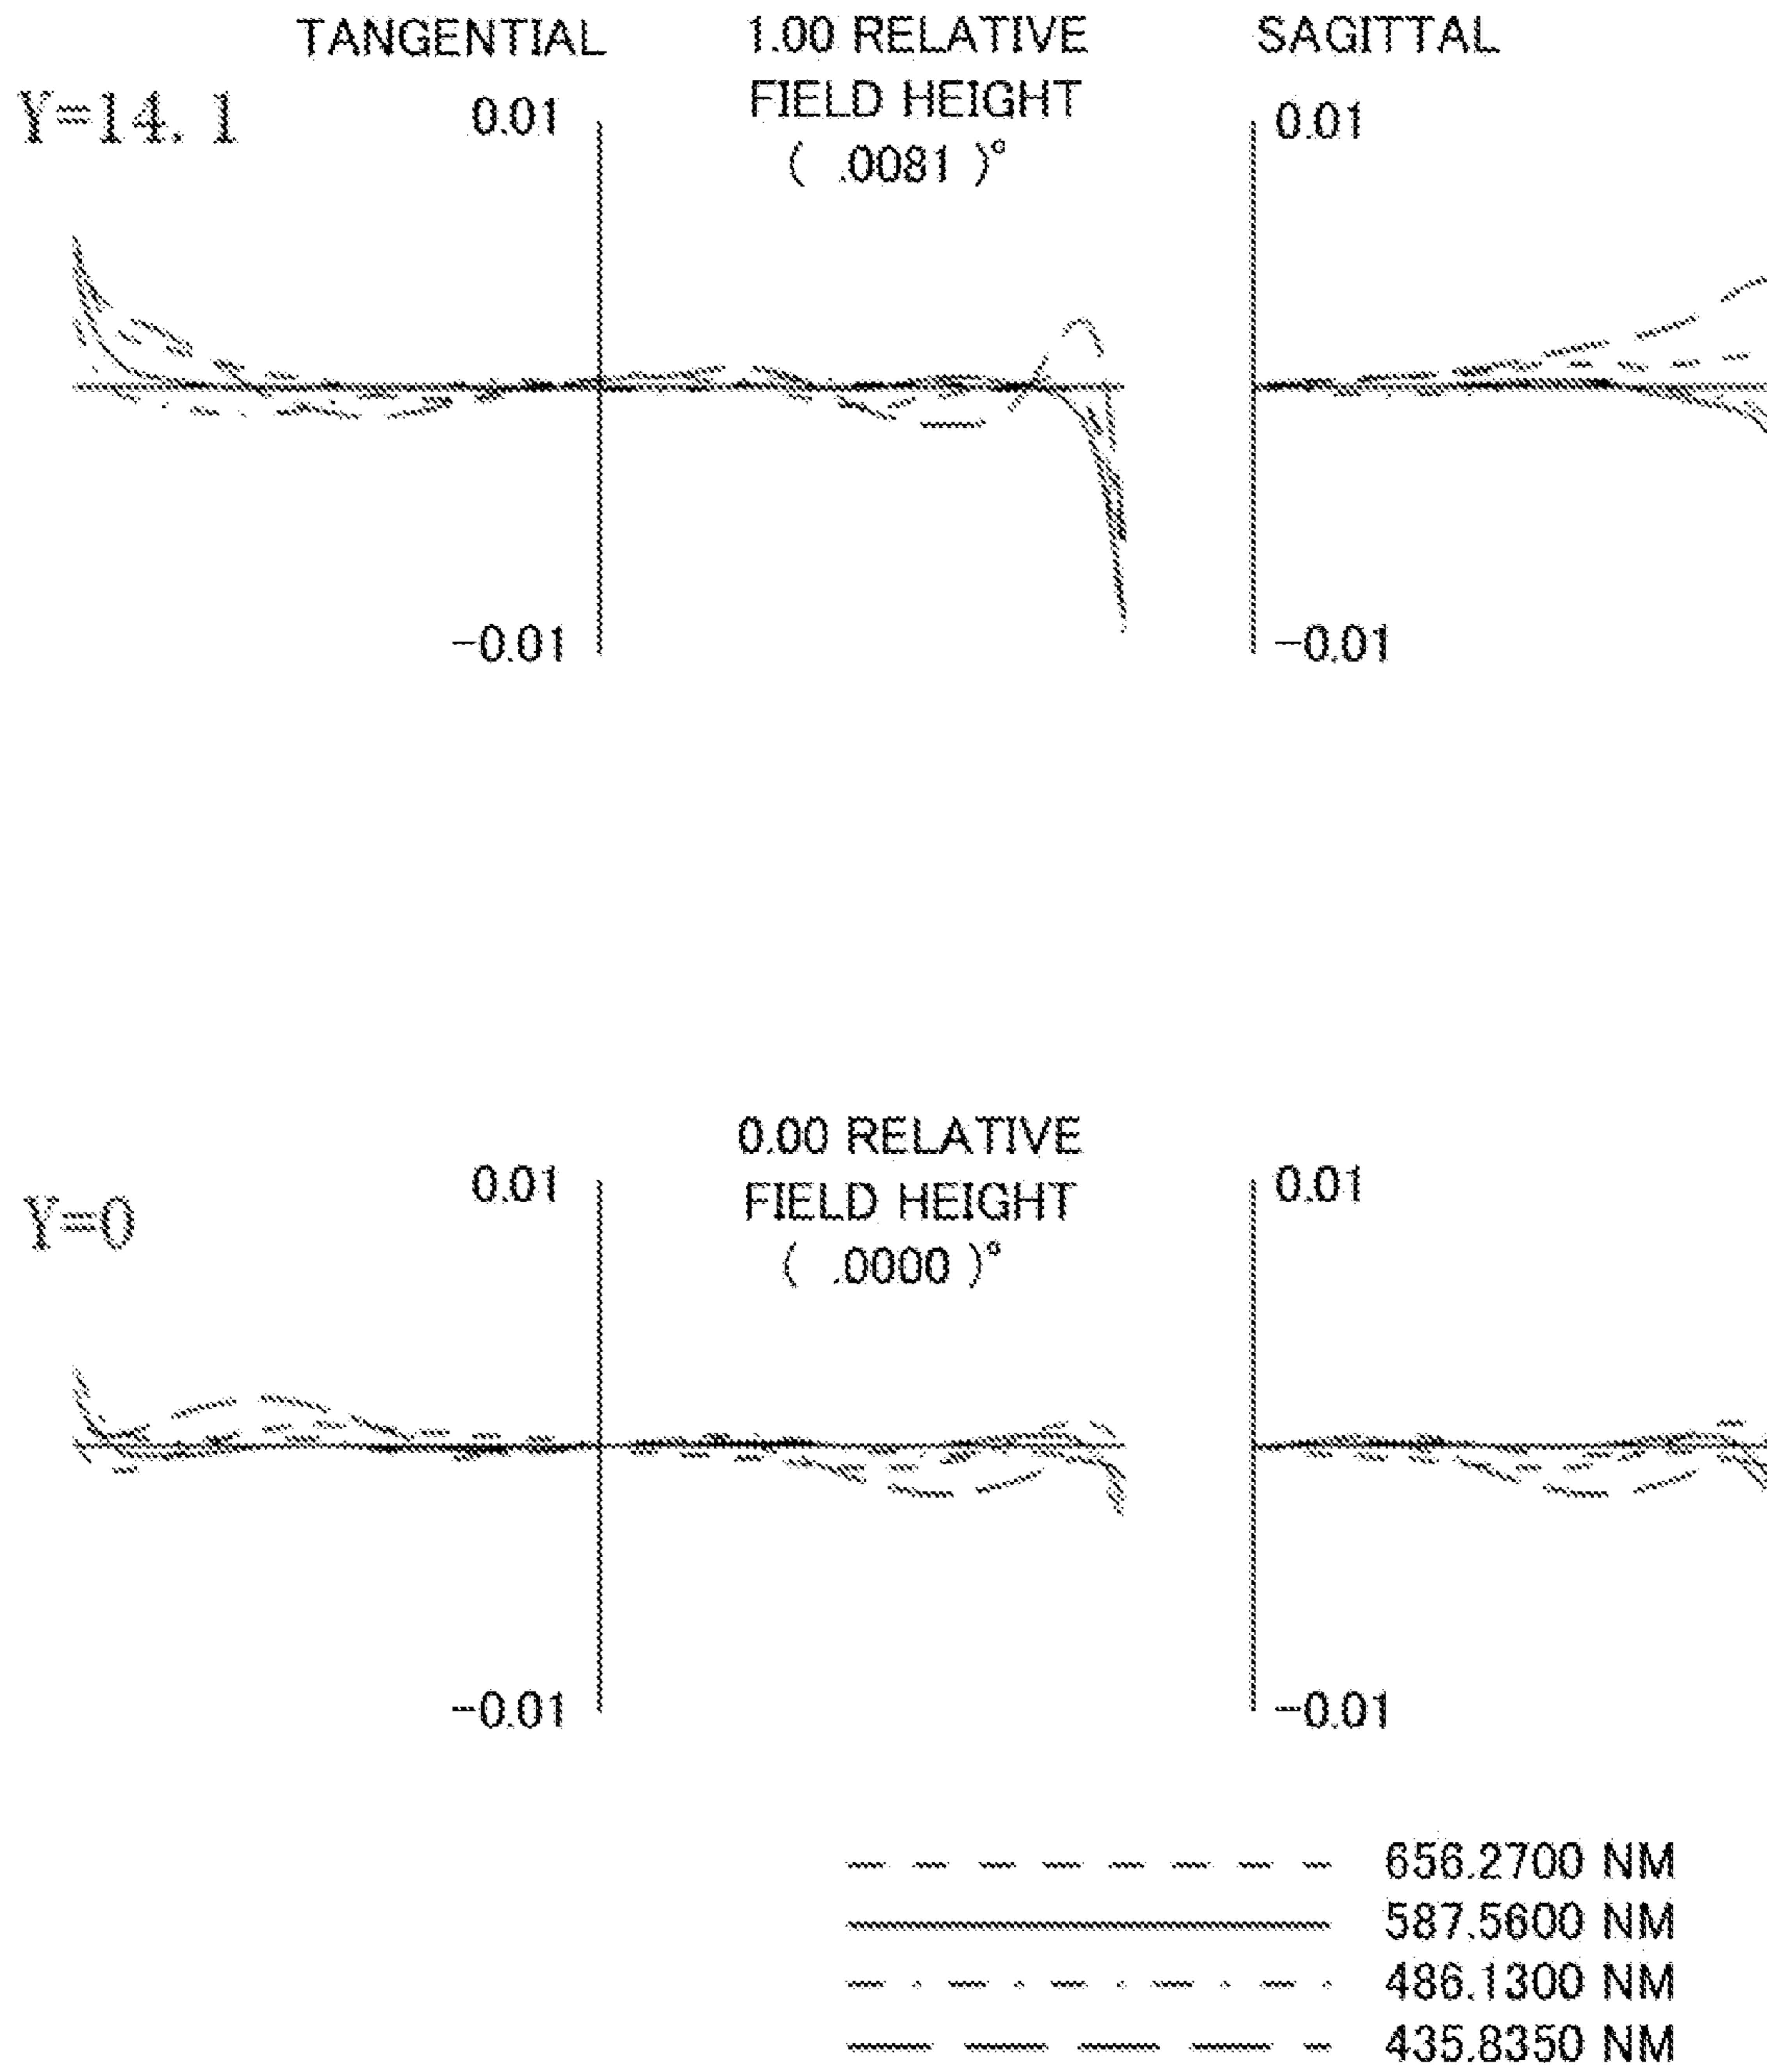 TANGENTIAL
1.00 RELATIVE
FIELD HEIGHT
( .0081 )°
SAGITTAL
Y=14. 1
0.01
0.01
-0.01
-0.01
0.00 RELATIVE
FIELD HEIGHT
( .0000 )°
Y=0
0.01
0.01
-0.01
-0.01
656.2700 NM
587.5600 NM
486.1300 NM
435.8350 NM